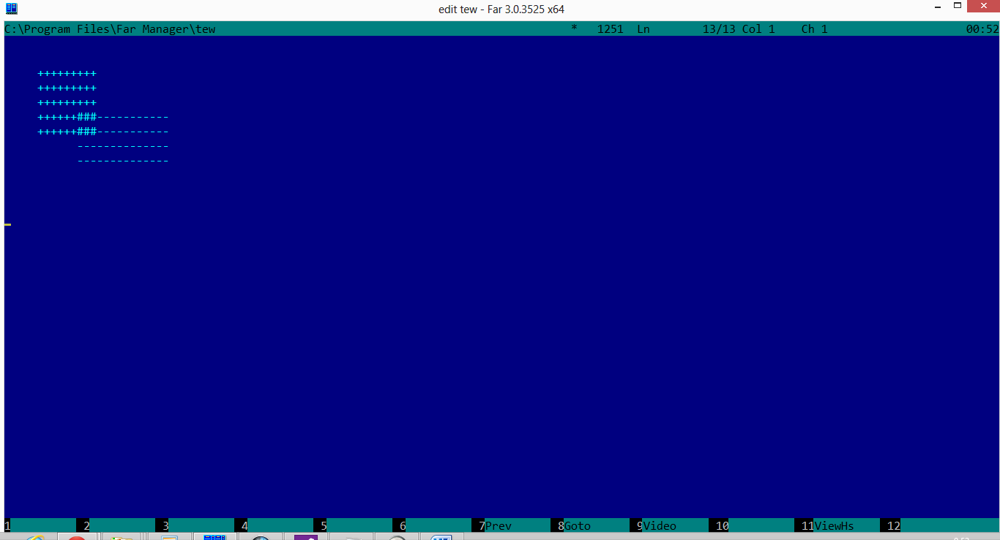 edit tew - Far 3.0.3525 x64
C:\Program Files\Far Manager\tew * 1251 Ln 13/13 Col 1 Ch 1 00:52
+++++++++
+++++++++
+++++++++
++++++###-----------
++++++###-----------
--------------
--------------
1 2 3 4 5 6 7Prev 8Goto 9Video 10 11ViewHs 12